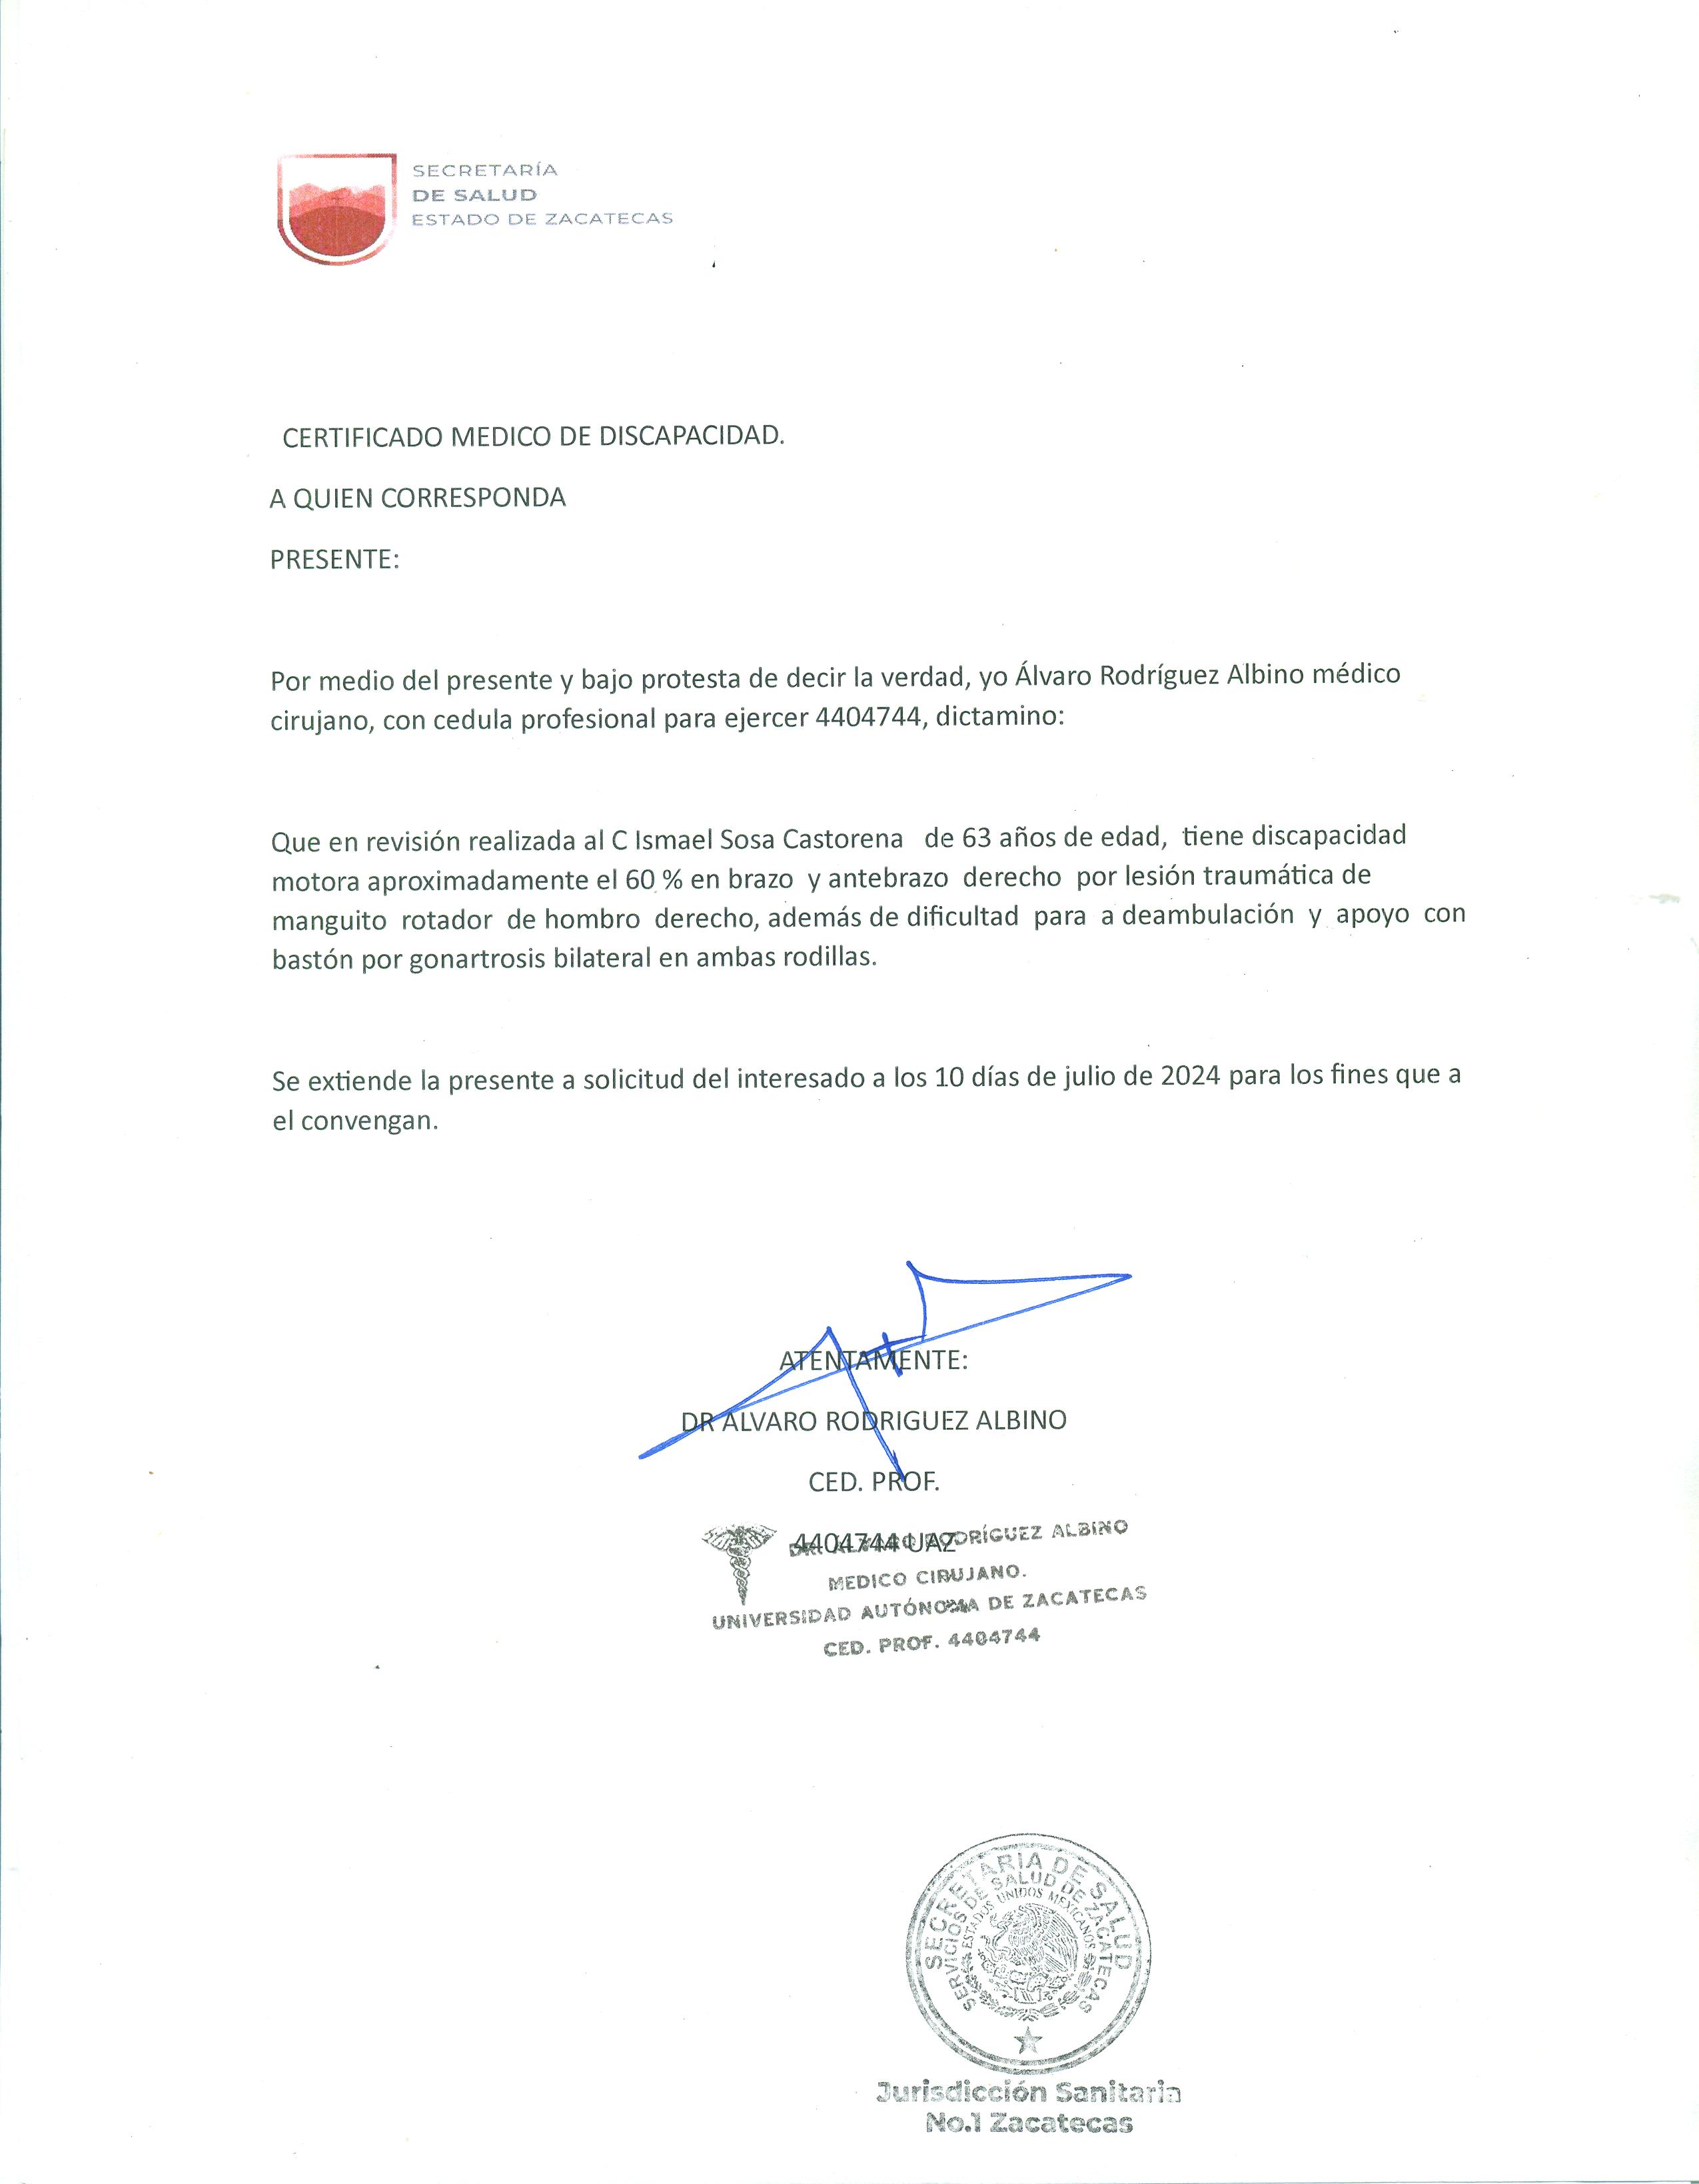 SECRETARÍA
DE SALUD
ESTADO DE ZACATECAS
CERTIFICADO MEDICO DE DISCAPACIDAD.
A QUIEN CORRESPONDA
PRESENTE:
Por medio del presente y bajo protesta de decir la verdad, yo Álvaro Rodríguez Albino médico
cirujano, con cedula profesional para ejercer 4404744, dictamino:
Que en revisión realizada al C Ismael Sosa Castorena de 63 años de edad, tiene discapacidad
motora aproximadamente el 60 % en brazo y antebrazo derecho por lesión traumática de
manguito rotador de hombro derecho, además de dificultad para a deambulación y apoyo con
bastón por gonartrosis bilateral en ambas rodillas.
Se extiende la presente a solicitud del interesado a los 10 días de julio de 2024 para los fines que a
el convengan.
ATENTAMENTE:
DR ALVARO RODRIGUEZ ALBINO
CED. PROF.
4404744 UAZ
DR. ALVARO RODRÍGUEZ ALBINO
MEDICO CIRUJANO.
UNIVERSIDAD AUTÓNOMA DE ZACATECAS
CED. PROF. 4404744
SECRETARIA DE SALUD
SERVICIOS DE SALUD DE ZACATECAS
ESTADOS UNIDOS MEXICANOS
Jurisdicción Sanitaria
No.1 Zacatecas